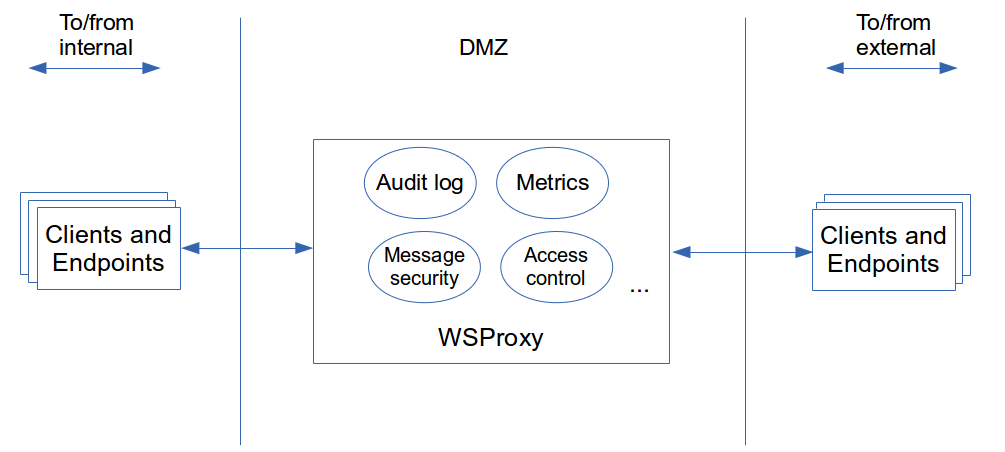 To/from
internal
DMZ
To/from
external
Audit log
Metrics
Clients and
Endpoints
Message
security
Access
control
...
WSProxy
Clients and
Endpoints